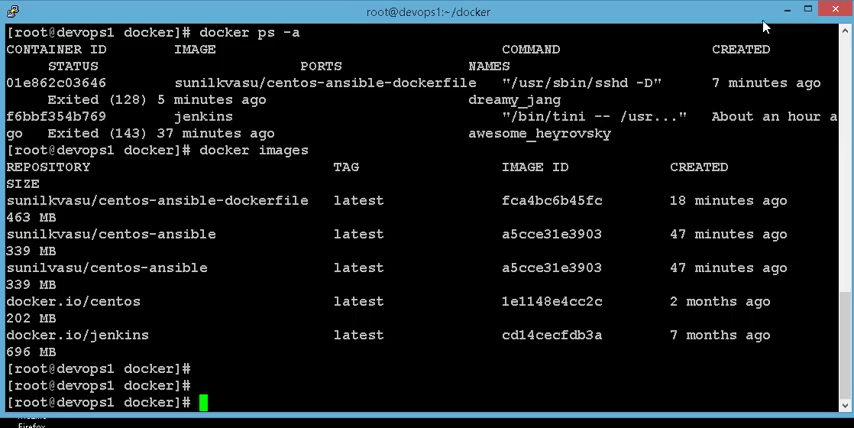 root@devops1:~/docker
[root@devops1 docker]# docker ps -a
CONTAINER ID        IMAGE                                  COMMAND                  CREATED
     STATUS                        PORTS               NAMES
01e862c03646        sunilkvasu/centos-ansible-dockerfile   "/usr/sbin/sshd -D"      7 minutes ago
     Exited (128) 5 minutes ago                        dreamy_jang
f6bbf354b769        jenkins                                "/bin/tini -- /usr..."   About an hour a
go   Exited (143) 37 minutes ago                       awesome_heyrovsky
[root@devops1 docker]# docker images
REPOSITORY                             TAG                 IMAGE ID            CREATED
SIZE
sunilkvasu/centos-ansible-dockerfile   latest              fca4bc6b45fc        18 minutes ago
463 MB
sunilkvasu/centos-ansible              latest              a5cce31e3903        47 minutes ago
339 MB
sunilvasu/centos-ansible               latest              a5cce31e3903        47 minutes ago
339 MB
docker.io/centos                       latest              1e1148e4cc2c        2 months ago
202 MB
docker.io/jenkins                      latest              cd14cecfdb3a        7 months ago
696 MB
[root@devops1 docker]#
[root@devops1 docker]#
[root@devops1 docker]#
Firefox